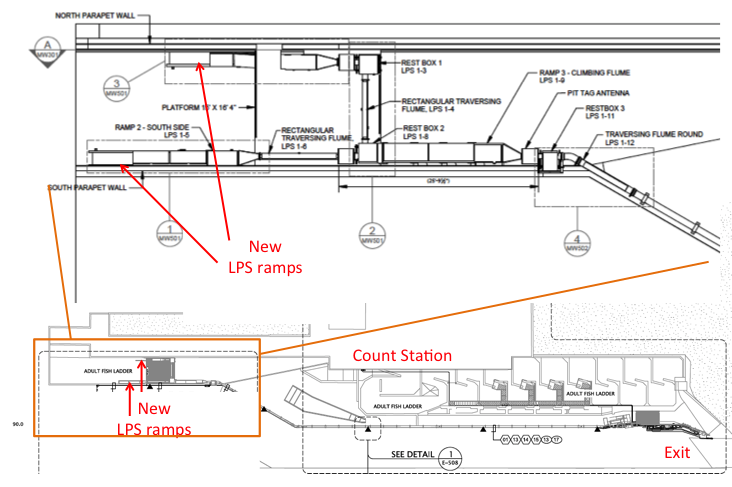 NORTH PARAPET WALL
A
MW301
3
MW501
REST BOX 1
LPS 1-3
RAMP 3 - CLIMBING FLUME
LPS 1-9
PIT TAG ANTENNA
RESTBOX 3
LPS 1-11
PLATFORM 16' X 16' 4"
RECTANGULAR TRAVERSING
FLUME, LPS 1-4
RAMP 2 - SOUTH SIDE
LPS 1-5
RECTANGULAR
TRAVERSING
FLUME,
LPS 1-6
REST BOX 2
LPS 1-8
TRAVERSING FLUME ROUND
LPS 1-12
SOUTH PARAPET WALL
1
MW501
2
MW501
4
MW502
New
LPS ramps
Count Station
ADULT FISH LADDER
New
LPS ramps
ADULT FISH LADDER
ADULT FISH LADDER
90.0
SEE DETAIL
1
E-508
Exit